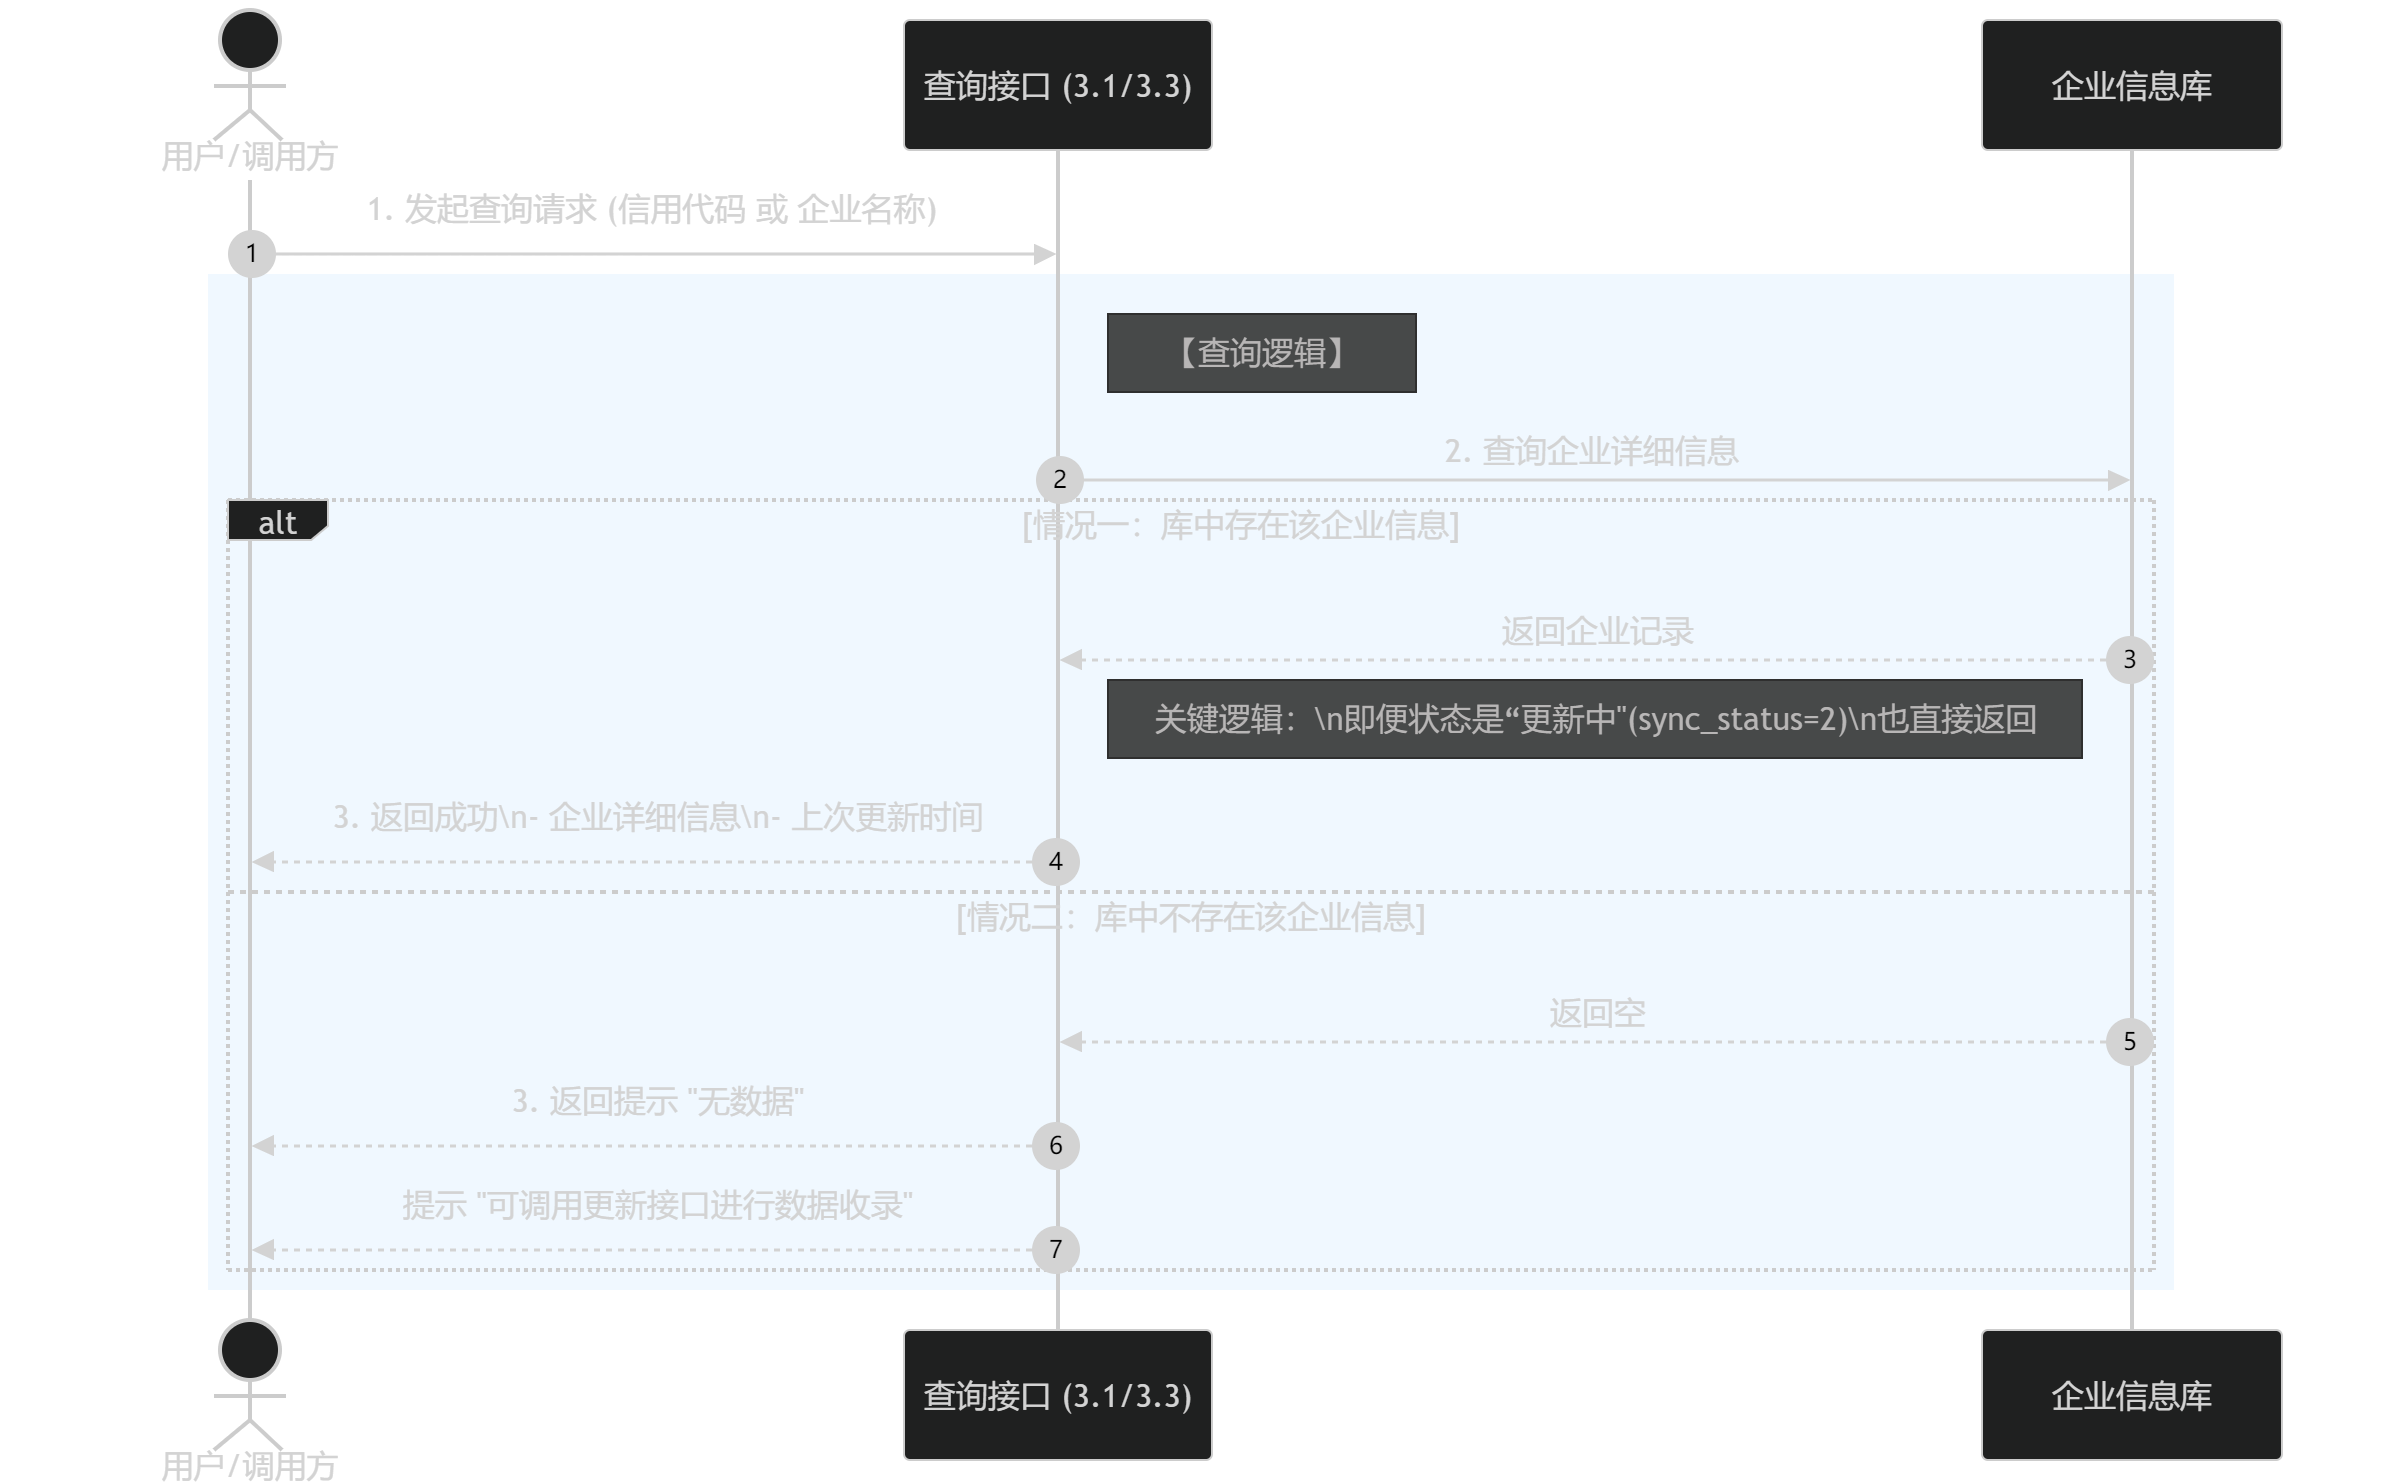 用户/调用方
查询接口 (3.1/3.3)
企业信息库
1. 发起查询请求 (信用代码 或 企业名称)
1
【查询逻辑】
2. 查询企业详细信息
2
alt
[情况一：库中存在该企业信息]
返回企业记录
3
关键逻辑：\n即便状态是“更新中"(sync_status=2)\n也直接返回
3. 返回成功\n- 企业详细信息\n- 上次更新时间
4
[情况二：库中不存在该企业信息]
返回空
5
3. 返回提示 "无数据"
6
提示 "可调用更新接口进行数据收录"
7
用户/调用方
查询接口 (3.1/3.3)
企业信息库